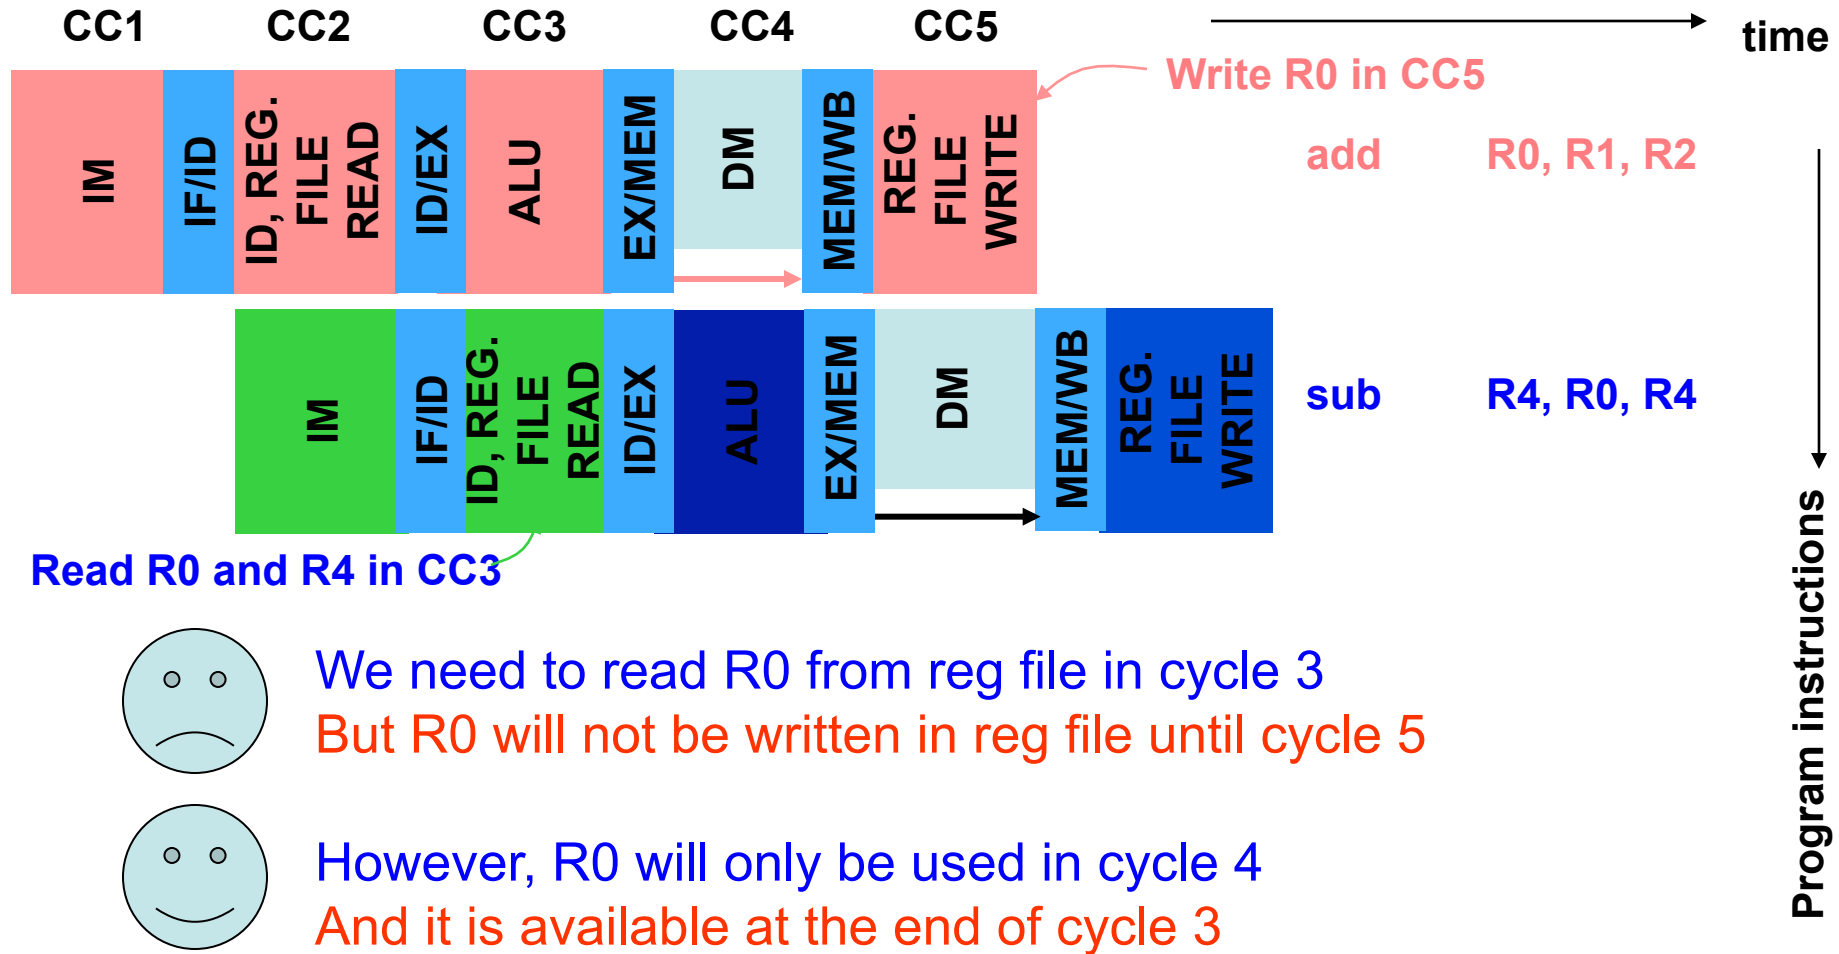 CC1 CC2 CC3 CC4 CC5
time
Write R0 in CC5
IM
IF/ID
ID, REG.
FILE
READ
ID/EX
ALU
EX/MEM
DM
MEM/WB
REG.
FILE
WRITE
add R0, R1, R2
IM
IF/ID
ID, REG.
FILE
READ
ID/EX
ALU
EX/MEM
DM
MEM/WB
REG.
FILE
WRITE
sub R4, R0, R4
Program instructions
Read R0 and R4 in CC3
We need to read R0 from reg file in cycle 3
But R0 will not be written in reg file until cycle 5
However, R0 will only be used in cycle 4
And it is available at the end of cycle 3